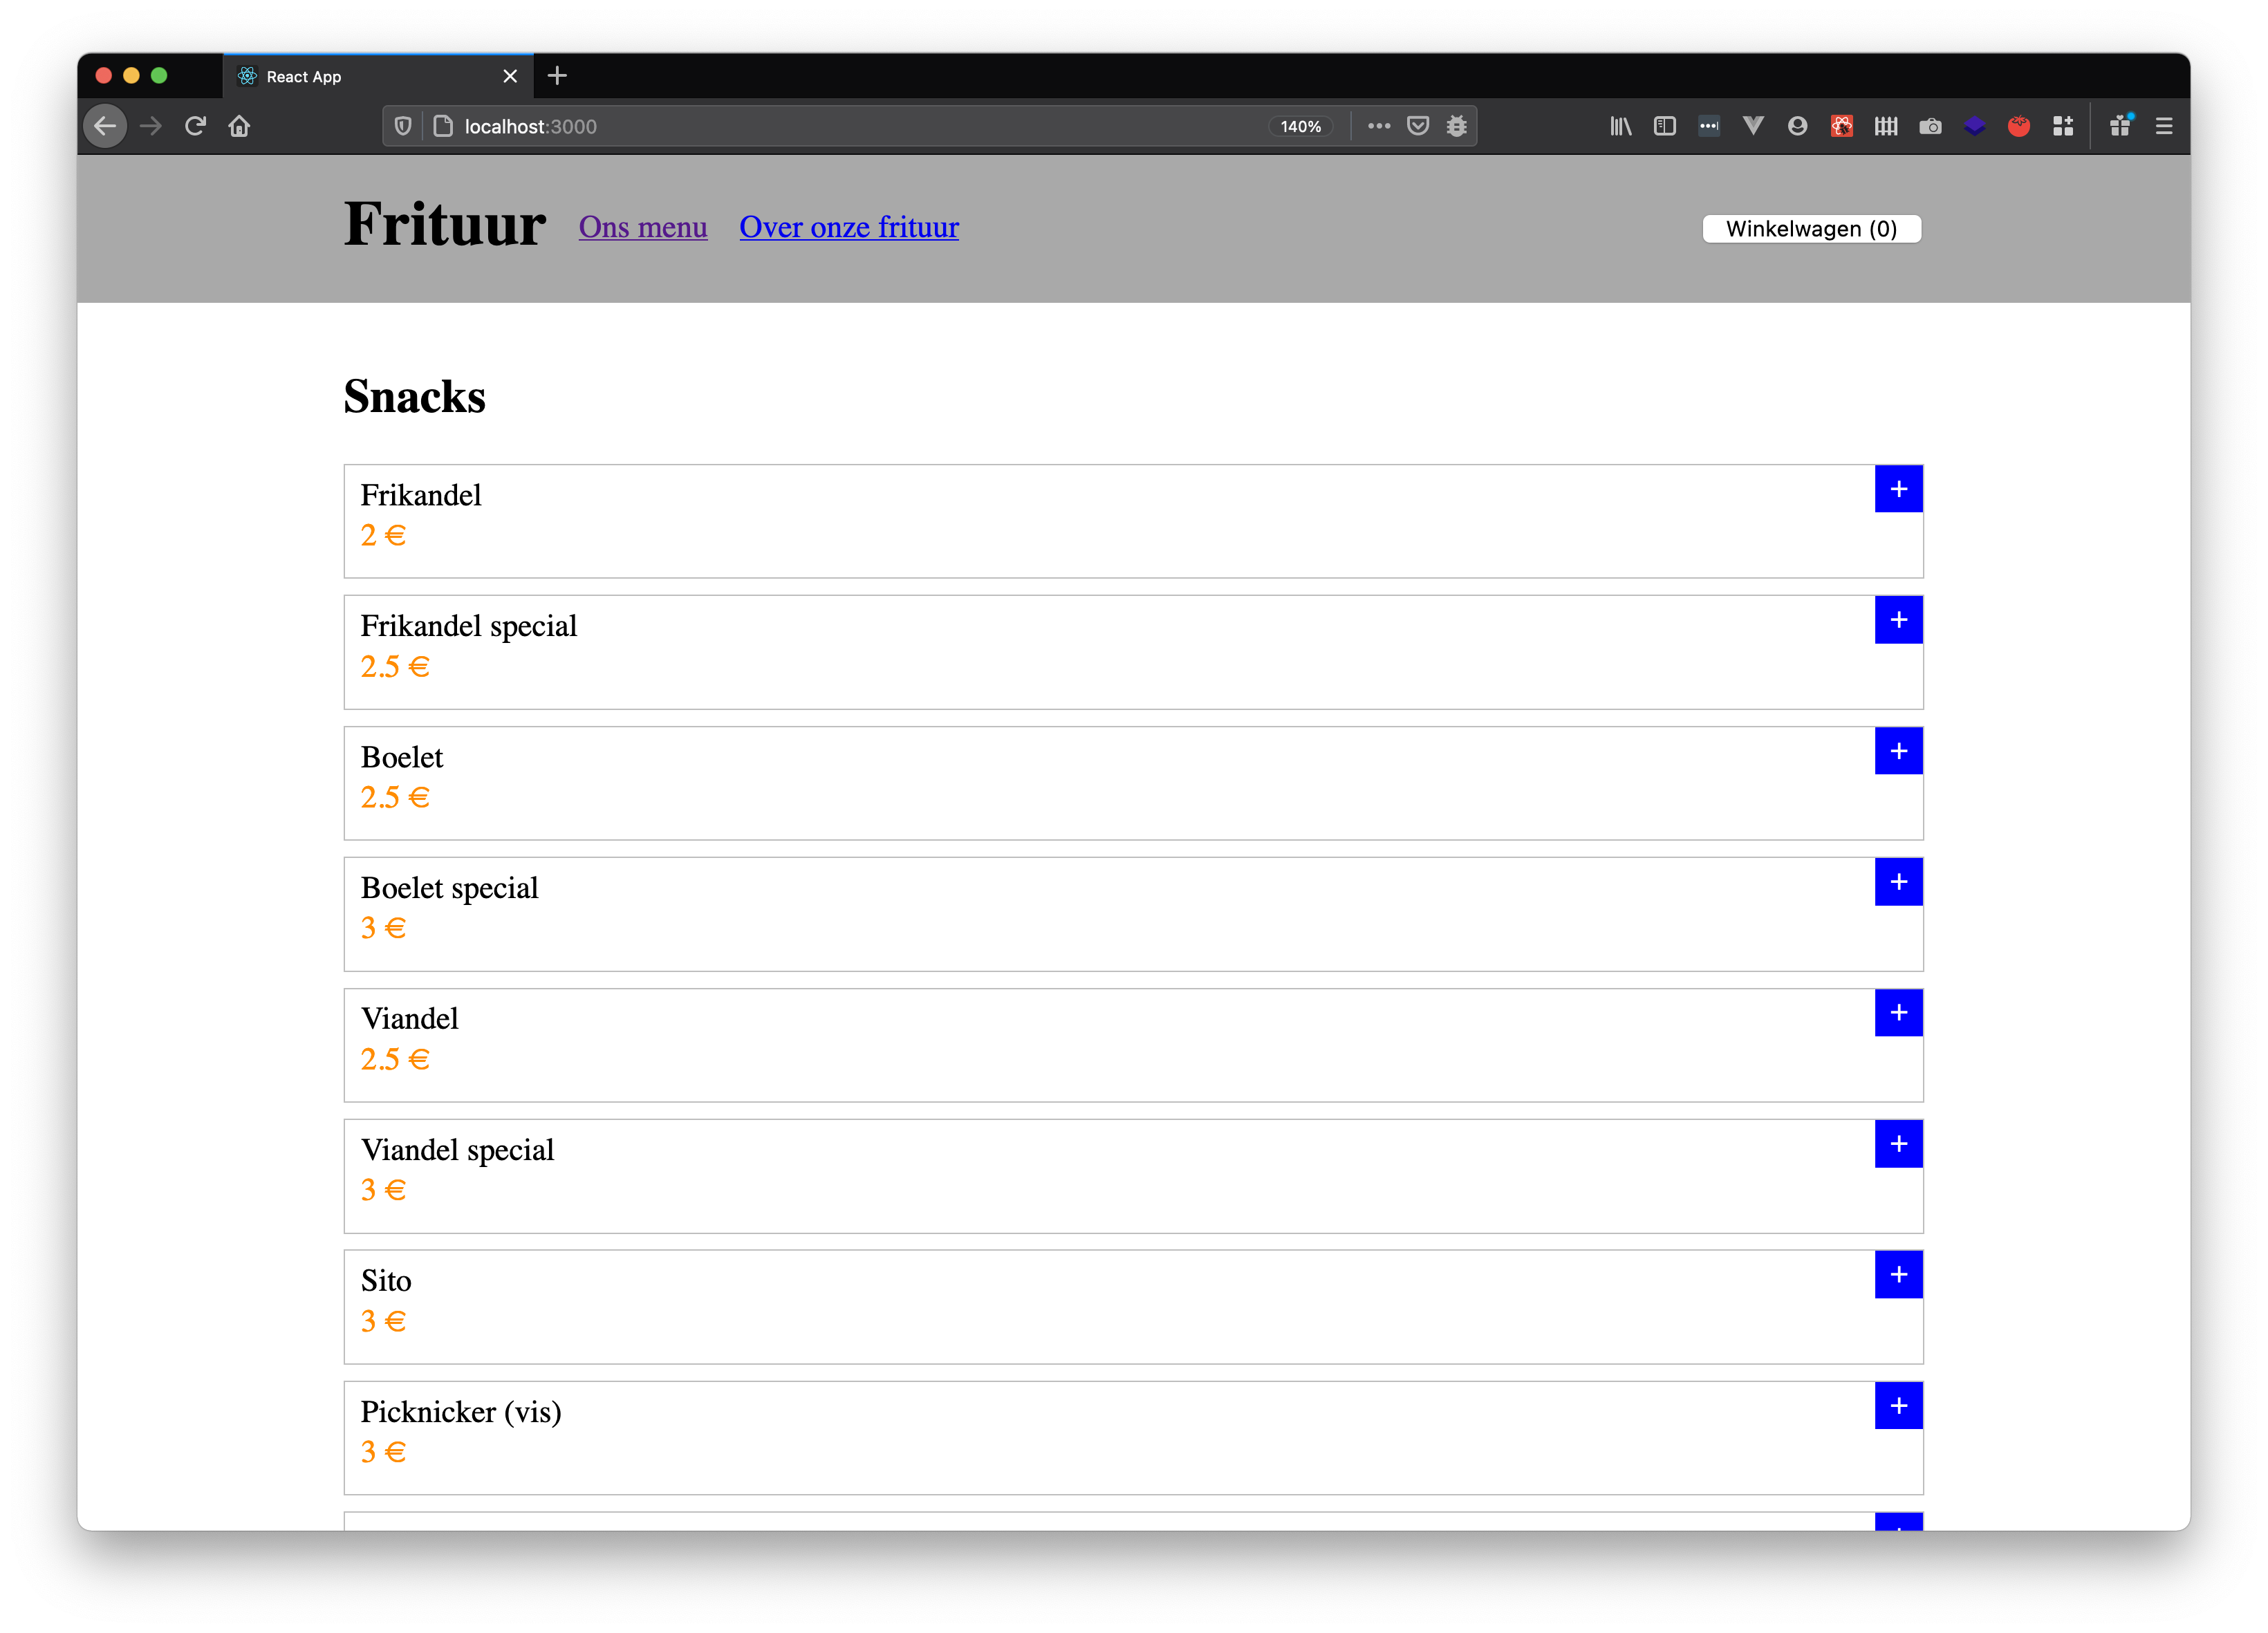 React App
localhost:3000
140%
Frituur Ons menu Over onze frituur Winkelwagen (0)
Snacks
Frikandel
+
2 €
Frikandel special
+
2.5 €
Boelet
+
2.5 €
Boelet special
+
3 €
Viandel
+
2.5 €
Viandel special
+
3 €
Sito
+
3 €
Picknicker (vis)
+
3 €